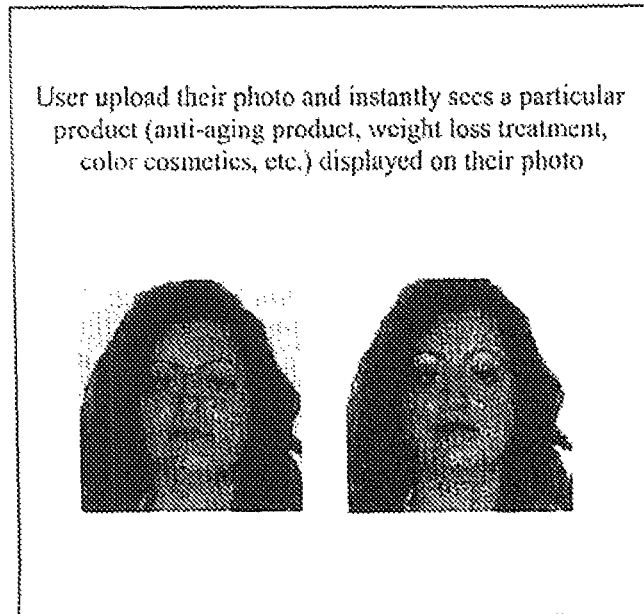 User upload their photo and instantly sees a particular
product (anti-aging product, weight loss treatment,
color cosmetics, etc.) displayed on their photo